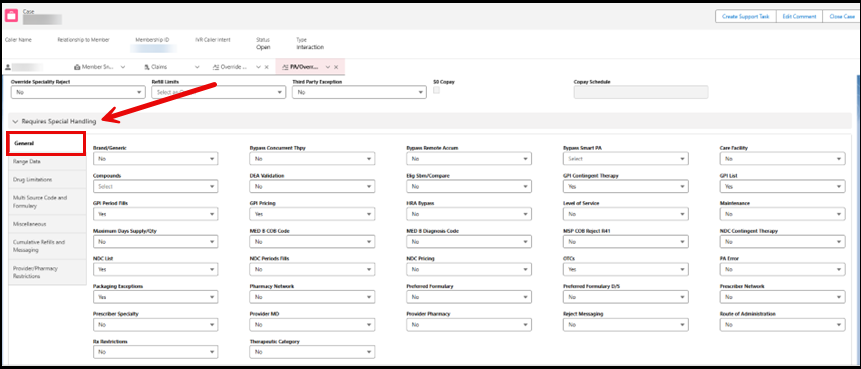 Case
Create Support Task
Edit Comment
Close Case
Caller Name
Relationship to Member
Membership ID
IVR Caller Intent
Status
Type
Open
Interaction
Member Sn...
Claims
Override ...
PA/Overri...
Override Speciality Reject
Refill Limits
Third Party Exception
$0 Copay
Copay Schedule
No
Select as
No
Requires Special Handling
General
Range Data
Drug Limitations
Multi Source Code and
Formulary
Miscellaneous
Cumulative Refills and
Messaging
Provider/Pharmacy
Restrictions
Brand/Generic
Bypass Concurrent Thpy
Bypass Remote Accum
Bypass Smart PA
Care Facility
No
No
No
Select
No
Compounds
DEA Validation
Ekg Stm/Compare
GPI Contingent Therapy
GPI List
Select
No
No
Yes
Yes
GPI Period Fills
GPI Pricing
HRA Bypass
Level of Service
Maintenance
Yes
Yes
No
No
No
Maximum Days Supply/Qty
MED B COB Code
MED B Diagnosis Code
MSP COB Reject R41
NDC Contingent Therapy
No
No
No
No
No
NDC List
NDC Periods Fills
NDC Pricing
OTCs
PA Error
Yes
No
No
Yes
No
Packaging Exceptions
Pharmacy Network
Preferred Formulary
Preferred Formulary D/S
Prescriber Network
Yes
No
No
No
No
Prescriber Specialty
Provider MD
Provider Pharmacy
Reject Messaging
Route of Administration
No
No
No
No
No
Rx Restrictions
Therapeutic Category
No
No